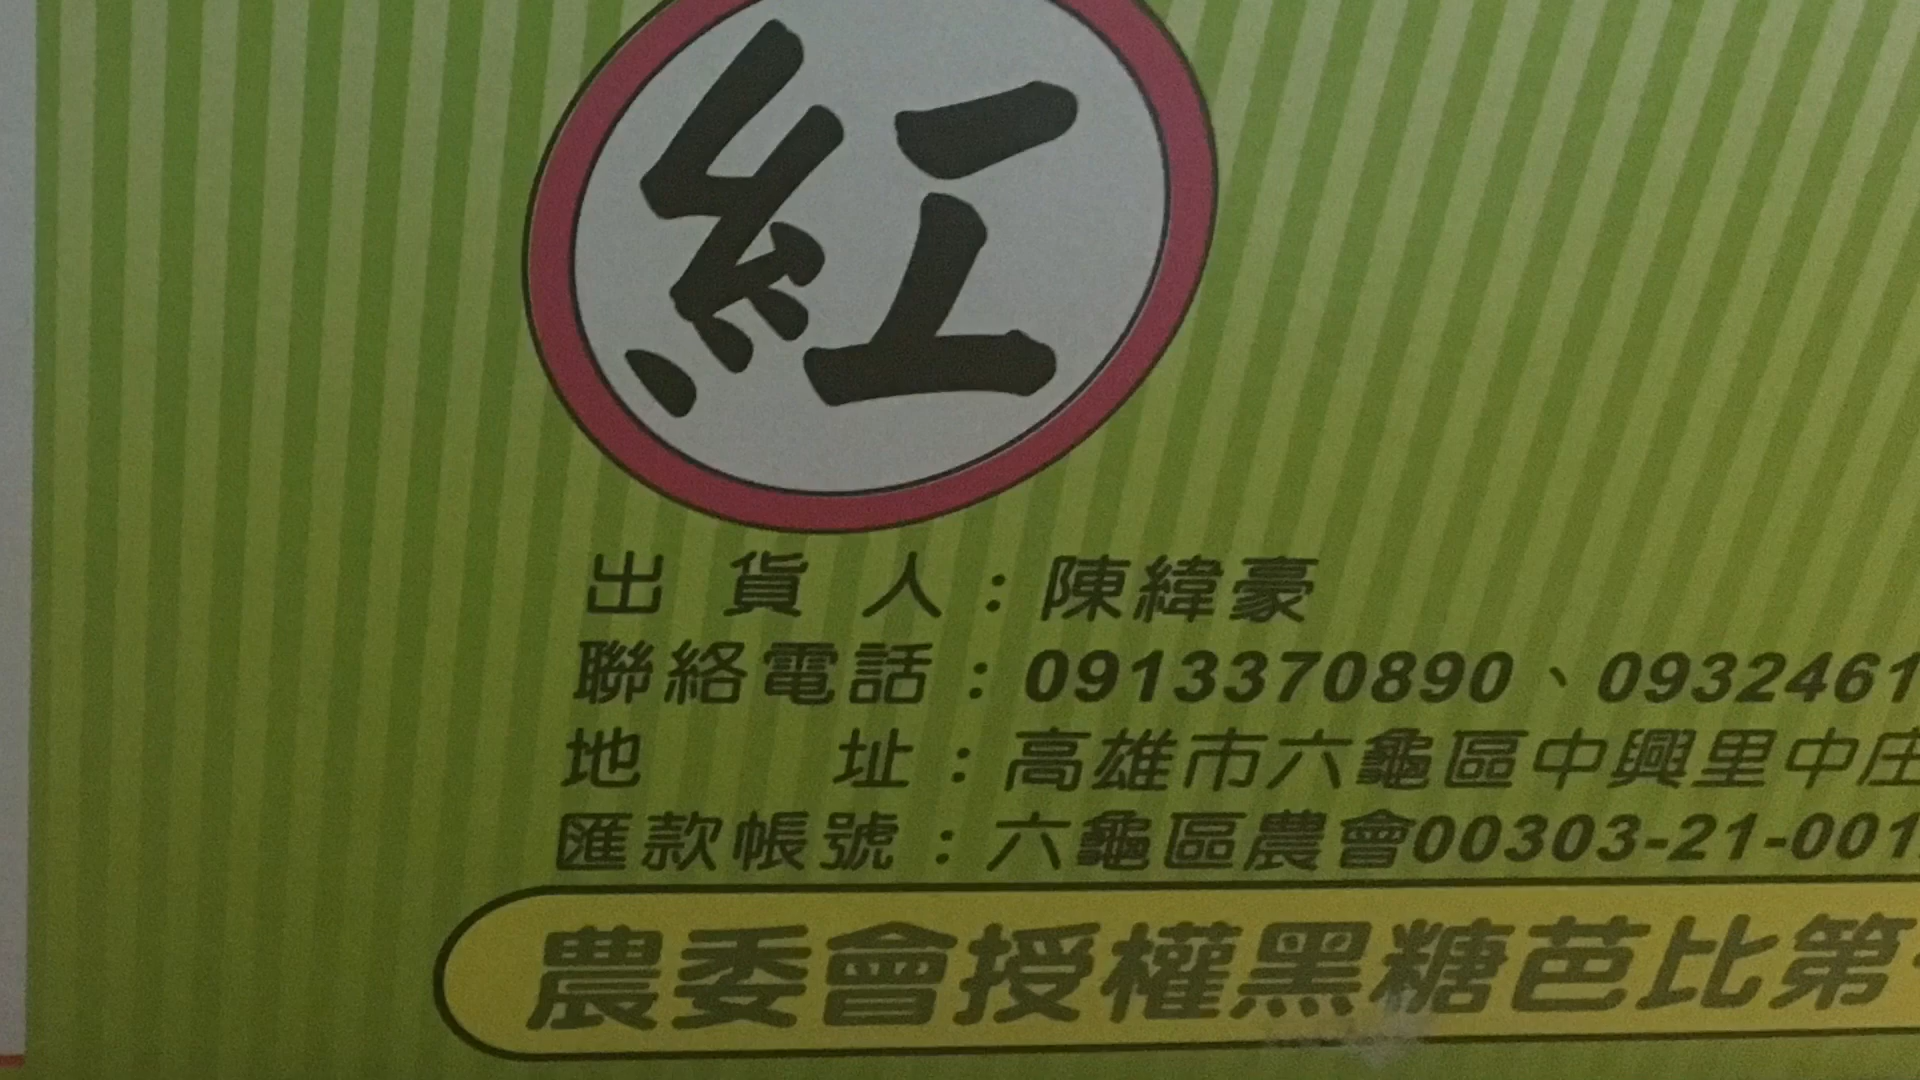 紅
出貨人：陳緯豪
聯絡電話：0913370890、0932461
地址：高雄市六龜區中興里中庄
匯款帳號：六龜區農會00303-21-001
農委會授權黑糖芭比第